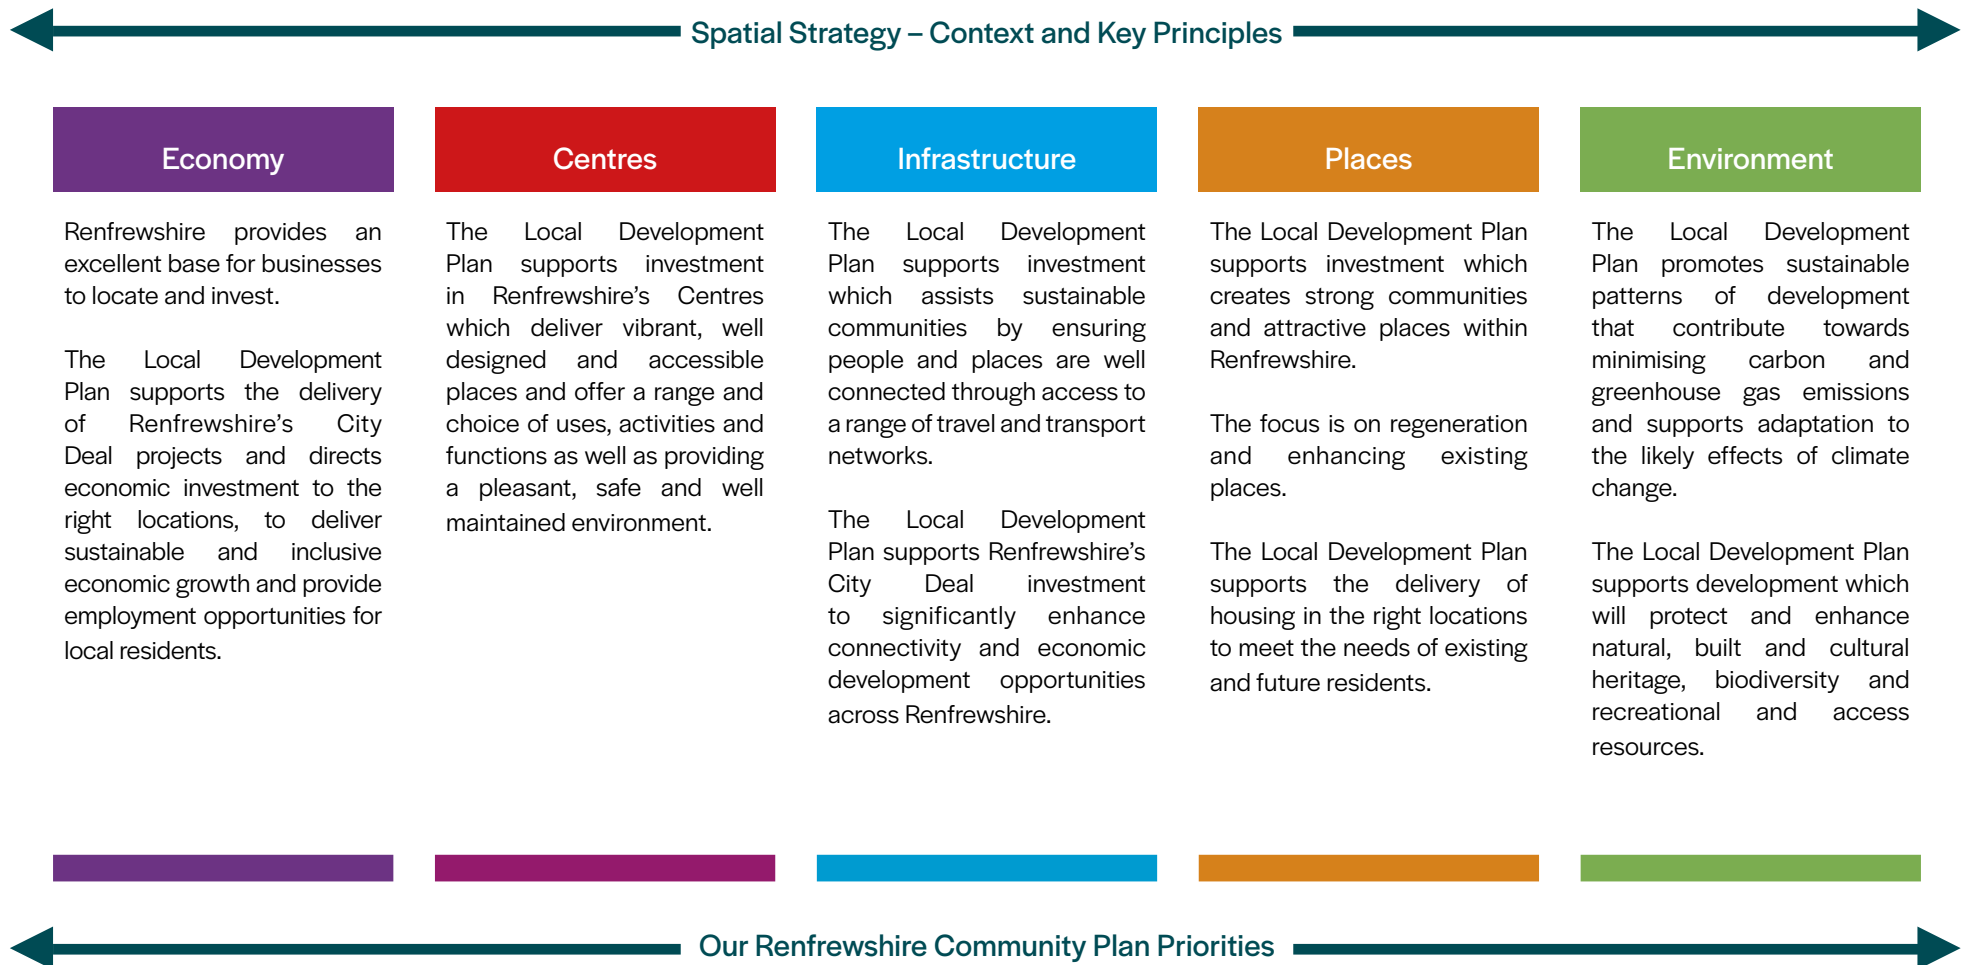 Spatial Strategy – Context and Key Principles
Economy
Renfrewshire provides an
excellent base for businesses
to locate and invest.
The Local Development
Plan supports the delivery
of Renfrewshire’s City
Deal projects and directs
economic investment to the
right locations, to deliver
sustainable and inclusive
economic growth and provide
employment opportunities for
local residents.
Centres
The Local Development
Plan supports investment
in Renfrewshire’s Centres
which deliver vibrant, well
designed and accessible
places and offer a range and
choice of uses, activities and
functions as well as providing
a pleasant, safe and well
maintained environment.
Infrastructure
The Local Development
Plan supports investment
which assists sustainable
communities by ensuring
people and places are well
connected through access to
a range of travel and transport
networks.
The Local Development
Plan supports Renfrewshire’s
City Deal investment
to significantly enhance
connectivity and economic
development opportunities
across Renfrewshire.
Places
The Local Development Plan
supports investment which
creates strong communities
and attractive places within
Renfrewshire.
The focus is on regeneration
and enhancing existing
places.
The Local Development Plan
supports the delivery of
housing in the right locations
to meet the needs of existing
and future residents.
Environment
The Local Development
Plan promotes sustainable
patterns of development
that contribute towards
minimising carbon and
greenhouse gas emissions
and supports adaptation to
the likely effects of climate
change.
The Local Development Plan
supports development which
will protect and enhance
natural, built and cultural
heritage, biodiversity and
recreational and access
resources.
Our Renfrewshire Community Plan Priorities